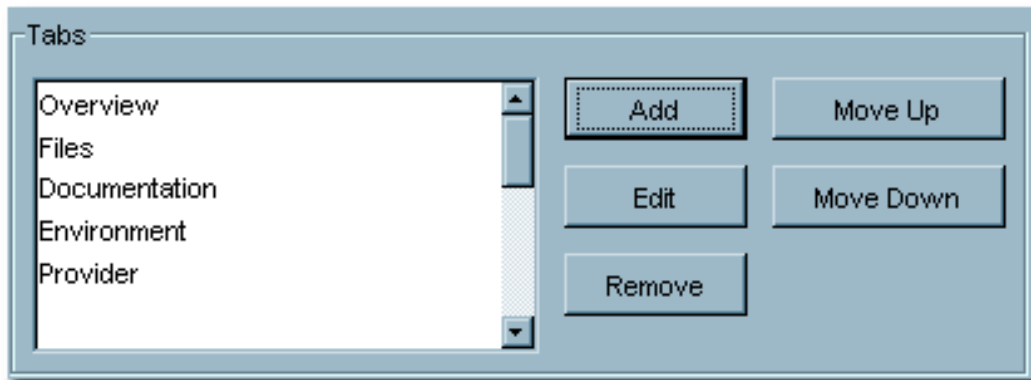 Tabs
Overview
Files
Documentation
Environment
Provider
Add
Move Up
Edit
Move Down
Remove